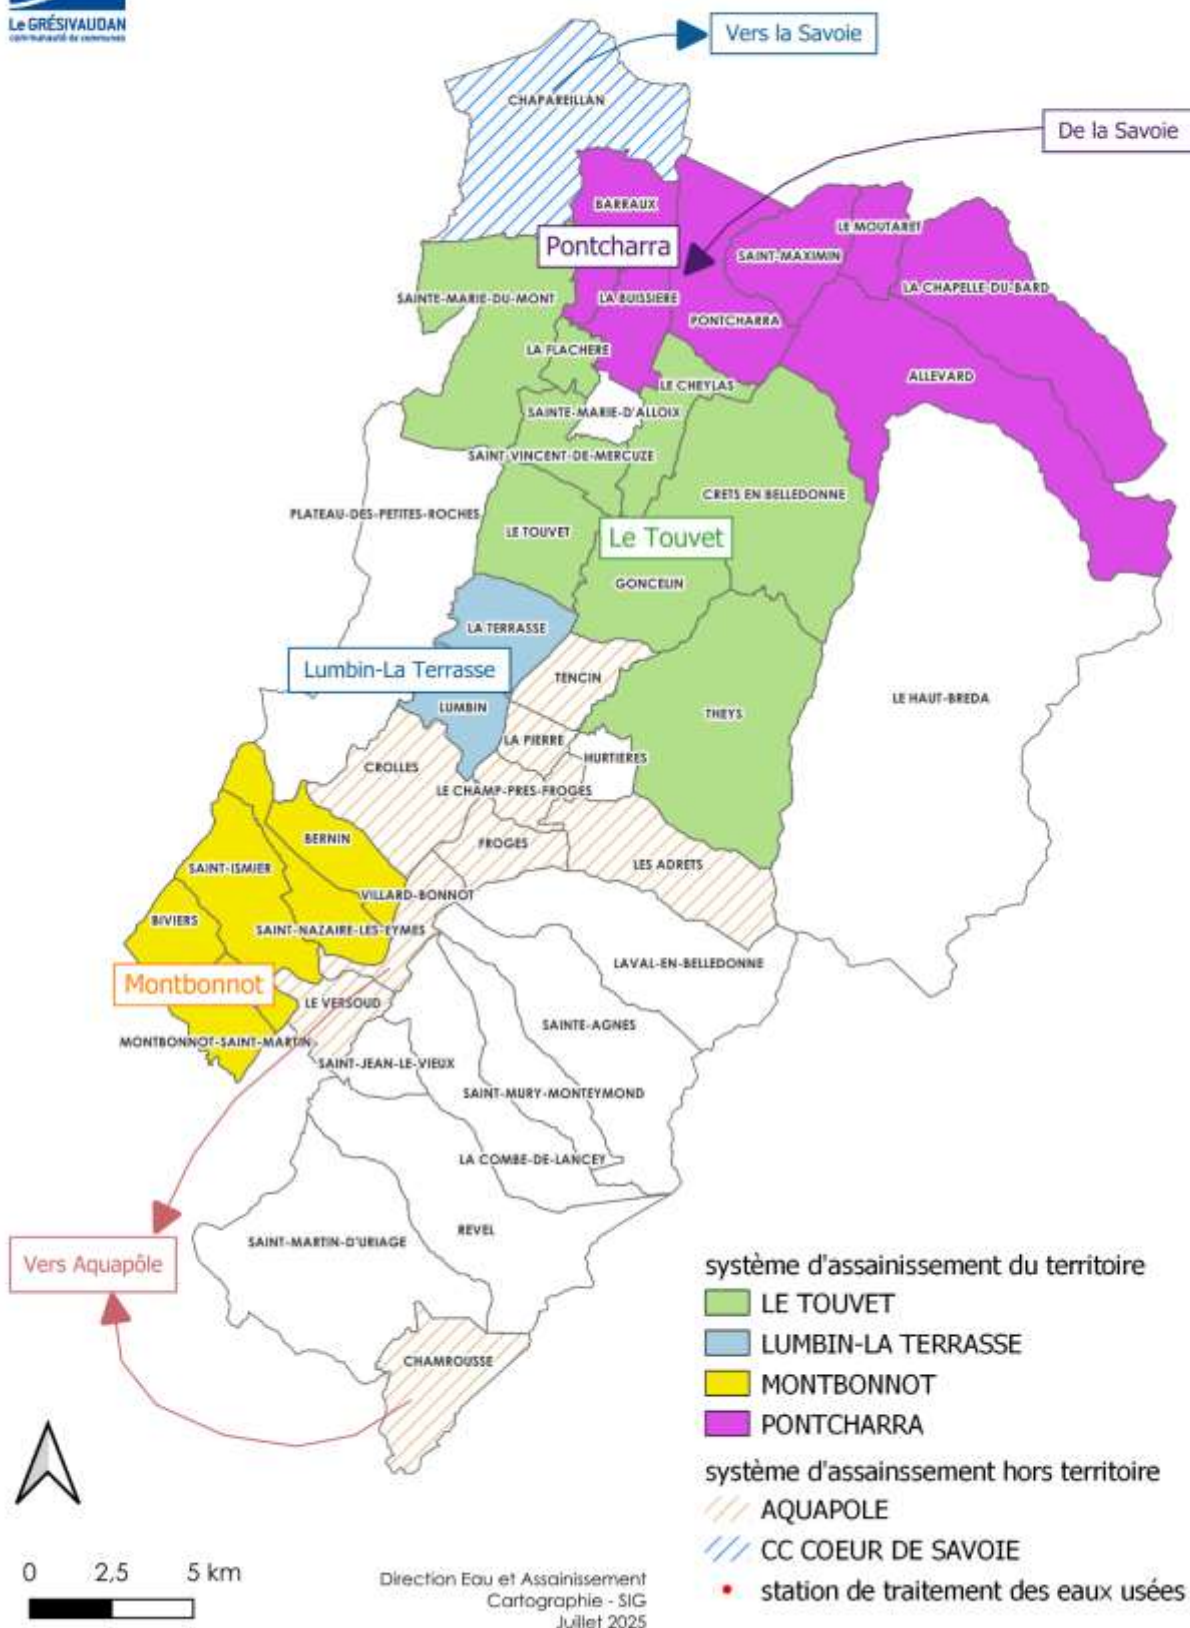 Le GRÉSIVAUDAN
communauté de communes
Vers la Savoie
CHAPAREILLAN
De la Savoie
BARRAUX
LE MOUTARET
Pontcharra
SAINT-MAXIMIN
LA CHAPELLE-DU-BARD
SAINTE-MARIE-DU-MONT
LA BUISSIERE
PONTCHARRA
LA FLACHERE
ALLEVARD
LE CHEYLAS
SAINTE-MARIE-D'ALLOIX
SAINT-VINCENT-DE-MERCUZE
CRETS EN BELLEDONNE
PLATEAU-DES-PETITES-ROCHES
LE TOUVET
Le Touvet
GONCELIN
LA TERRASSE
Lumbin-La Terrasse
TENCIN
LE HAUT-BREDA
LUMBIN
THEYS
LA PIERRE
HURTIERES
CROLLES
LE CHAMP-PRES-FROGES
BERNIN
FROGES
LES ADRETS
SAINT-ISMIER
VILLARD-BONNOT
BIVIERS
SAINT-NAZAIRE-LES-EYMES
LAVAL-EN-BELLEDONNE
Montbonnot
LE VERSOUD
SAINTE-AGNES
MONTBONNOT-SAINT-MARTIN
SAINT-JEAN-LE-VIEUX
SAINT-MURY-MONTEYMOND
LA COMBE-DE-LANCEY
REVEL
SAINT-MARTIN-D'URIAGE
Vers Aquapôle
CHAMROUSSE
système d'assainissement du territoire
LE TOUVET
LUMBIN-LA TERRASSE
MONTBONNOT
PONTCHARRA
système d'assainssement hors territoire
AQUAPOLE
CC COEUR DE SAVOIE
station de traitement des eaux usées
0 2,5 5 km
Direction Eau et Assainissement
Cartographie - SIG
Juillet 2025